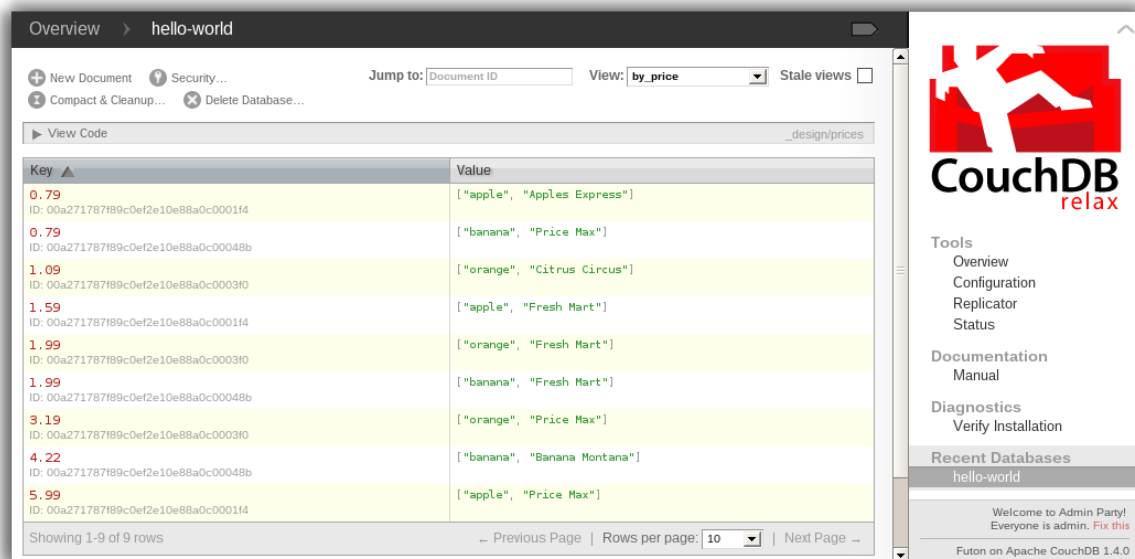 Overview hello-world
New Document Security… Jump to: Document ID View: by_price Stale views
Compact & Cleanup… Delete Database…
View Code _design/prices
Key Value
0.79 ["apple", "Apples Express"]
ID: 00a271787f89c0ef2e10e88a0c0001f4
0.79 ["banana", "Price Max"]
ID: 00a271787f89c0ef2e10e88a0c00048b
1.09 ["orange", "Citrus Circus"]
ID: 00a271787f89c0ef2e10e88a0c0003f0
1.59 ["apple", "Fresh Mart"]
ID: 00a271787f89c0ef2e10e88a0c0001f4
1.99 ["orange", "Fresh Mart"]
ID: 00a271787f89c0ef2e10e88a0c0003f0
1.99 ["banana", "Fresh Mart"]
ID: 00a271787f89c0ef2e10e88a0c00048b
3.19 ["orange", "Price Max"]
ID: 00a271787f89c0ef2e10e88a0c0003f0
4.22 ["banana", "Banana Montana"]
ID: 00a271787f89c0ef2e10e88a0c00048b
5.99 ["apple", "Price Max"]
ID: 00a271787f89c0ef2e10e88a0c0001f4
Showing 1-9 of 9 rows ← Previous Page | Rows per page: 10 | Next Page →
CouchDB
relax
Tools
Overview
Configuration
Replicator
Status
Documentation
Manual
Diagnostics
Verify Installation
Recent Databases
hello-world
Welcome to Admin Party!
Everyone is admin. Fix this
Futon on Apache CouchDB 1.4.0